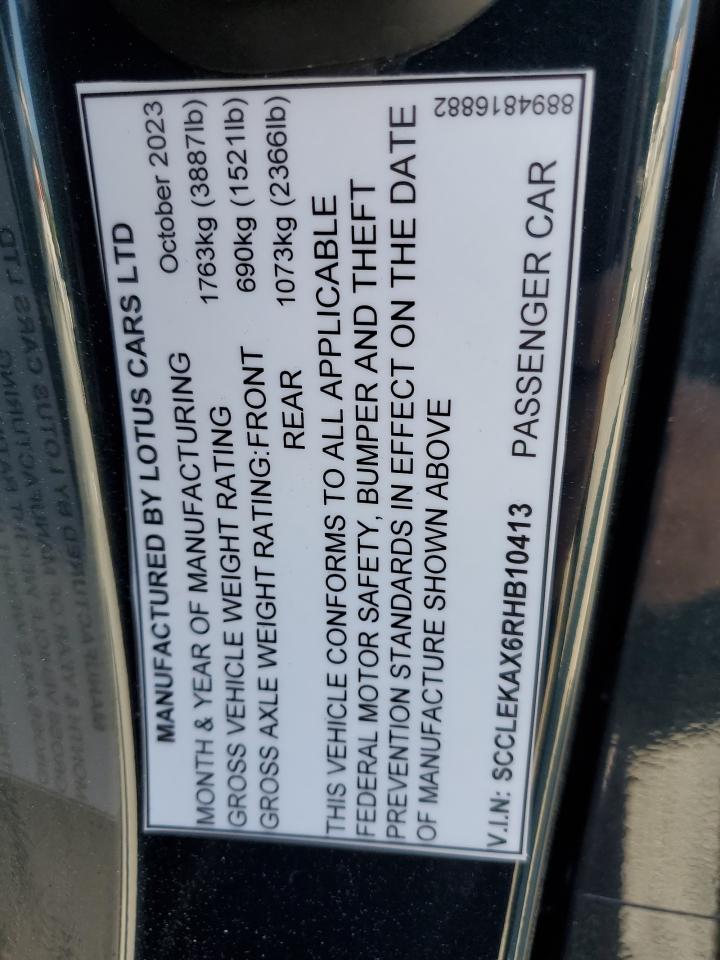 MANUFACTURED BY LOTUS CARS LTD
MONTH & YEAR OF MANUFACTURING October 2023
GROSS VEHICLE WEIGHT RATING 1763kg (3887lb)
GROSS AXLE WEIGHT RATING:FRONT 690kg (1521lb)
REAR 1073kg (2366lb)
THIS VEHICLE CONFORMS TO ALL APPLICABLE
FEDERAL MOTOR SAFETY, BUMPER AND THEFT
PREVENTION STANDARDS IN EFFECT ON THE DATE
OF MANUFACTURE SHOWN ABOVE
V.I.N: SCCLEKAX6RHB10413 PASSENGER CAR
8894816882